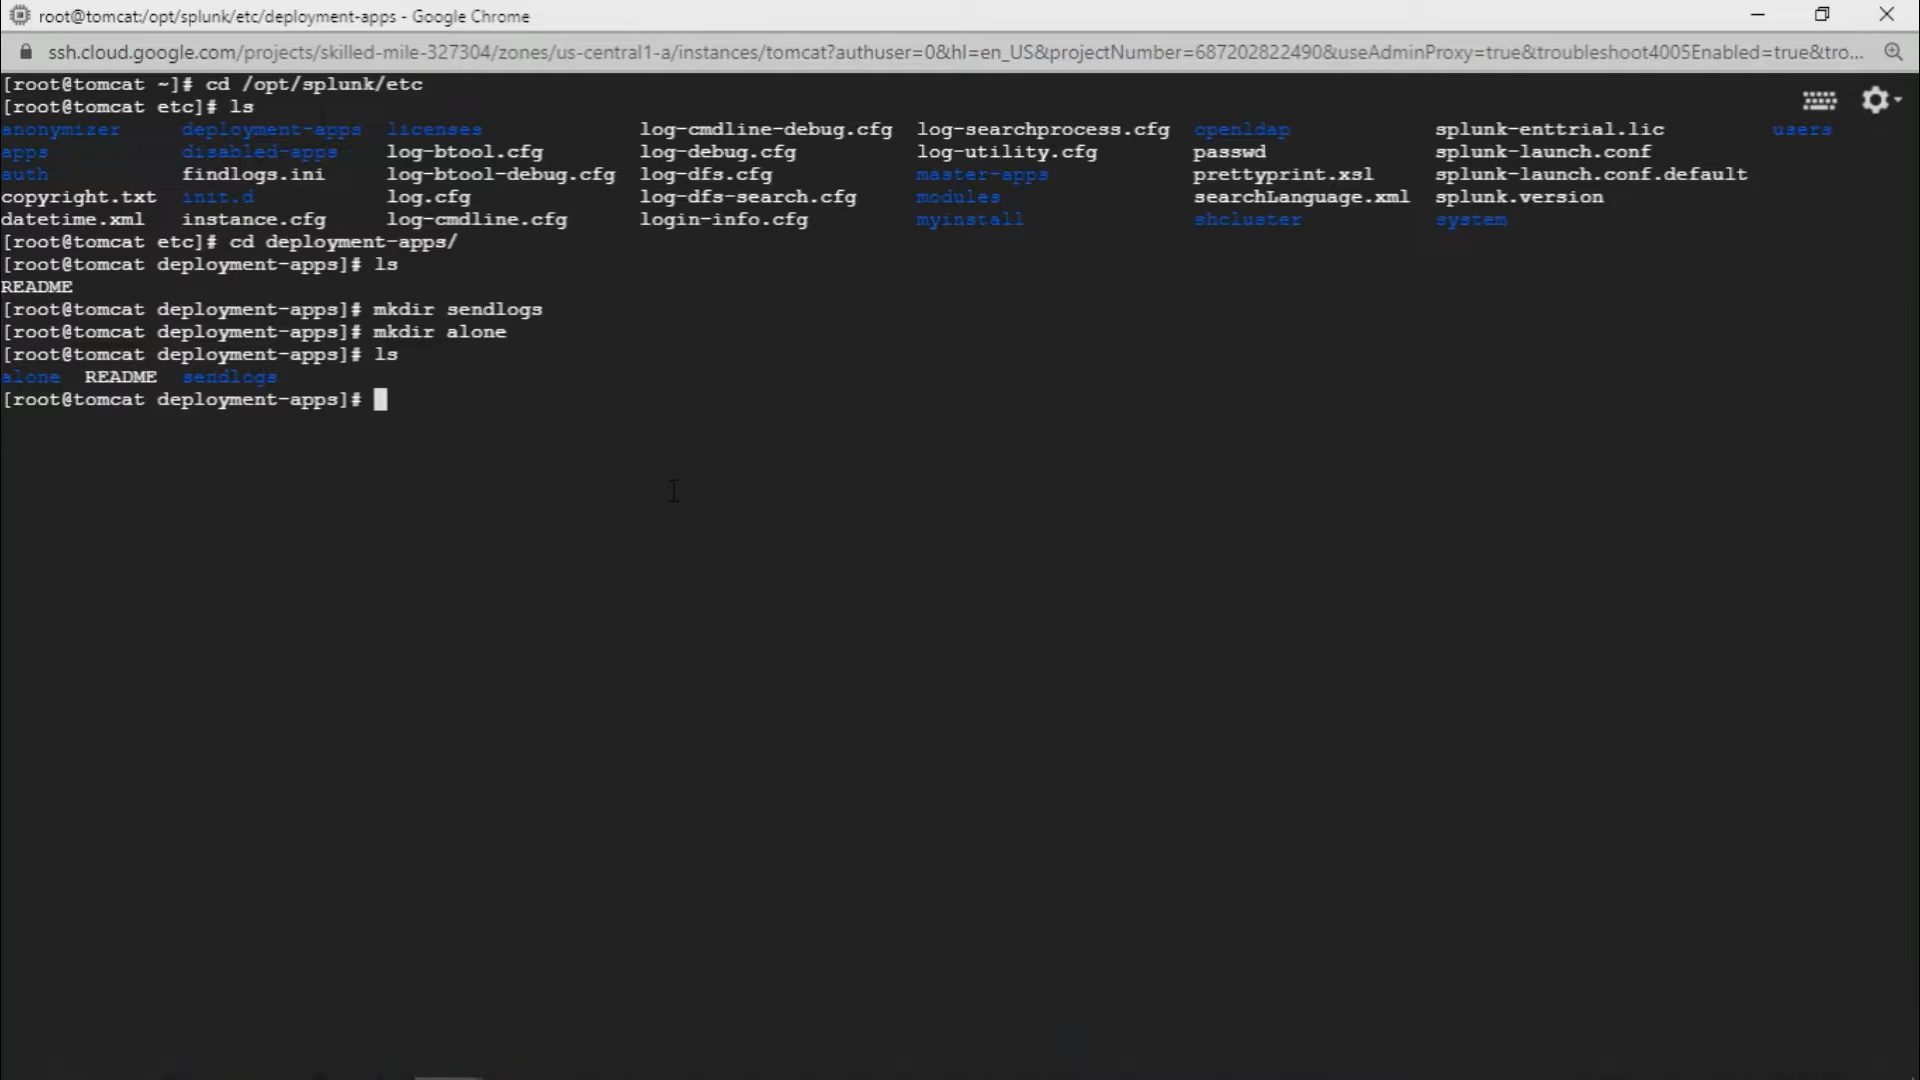 root@tomcat:/opt/splunk/etc/deployment-apps - Google Chrome
ssh.cloud.google.com/projects/skilled-mile-327304/zones/us-central1-a/instances/tomcat?authuser=0&hl=en_US&projectNumber=687202822490&useAdminProxy=true&troubleshoot4005Enabled=true&tro...
[root@tomcat ~]# cd /opt/splunk/etc
[root@tomcat etc]# ls
anonymizer deployment-apps licenses log-cmdline-debug.cfg log-searchprocess.cfg openldap splunk-enttrial.lic users
apps disabled-apps log-btool.cfg log-debug.cfg log-utility.cfg passwd splunk-launch.conf
auth findlogs.ini log-btool-debug.cfg log-dfs.cfg master-apps prettyprint.xsl splunk-launch.conf.default
copyright.txt init.d log.cfg log-dfs-search.cfg modules searchLanguage.xml splunk.version
datetime.xml instance.cfg log-cmdline.cfg login-info.cfg myinstall shcluster system
[root@tomcat etc]# cd deployment-apps/
[root@tomcat deployment-apps]# ls
README
[root@tomcat deployment-apps]# mkdir sendlogs
[root@tomcat deployment-apps]# mkdir alone
[root@tomcat deployment-apps]# ls
alone README sendlogs
[root@tomcat deployment-apps]#